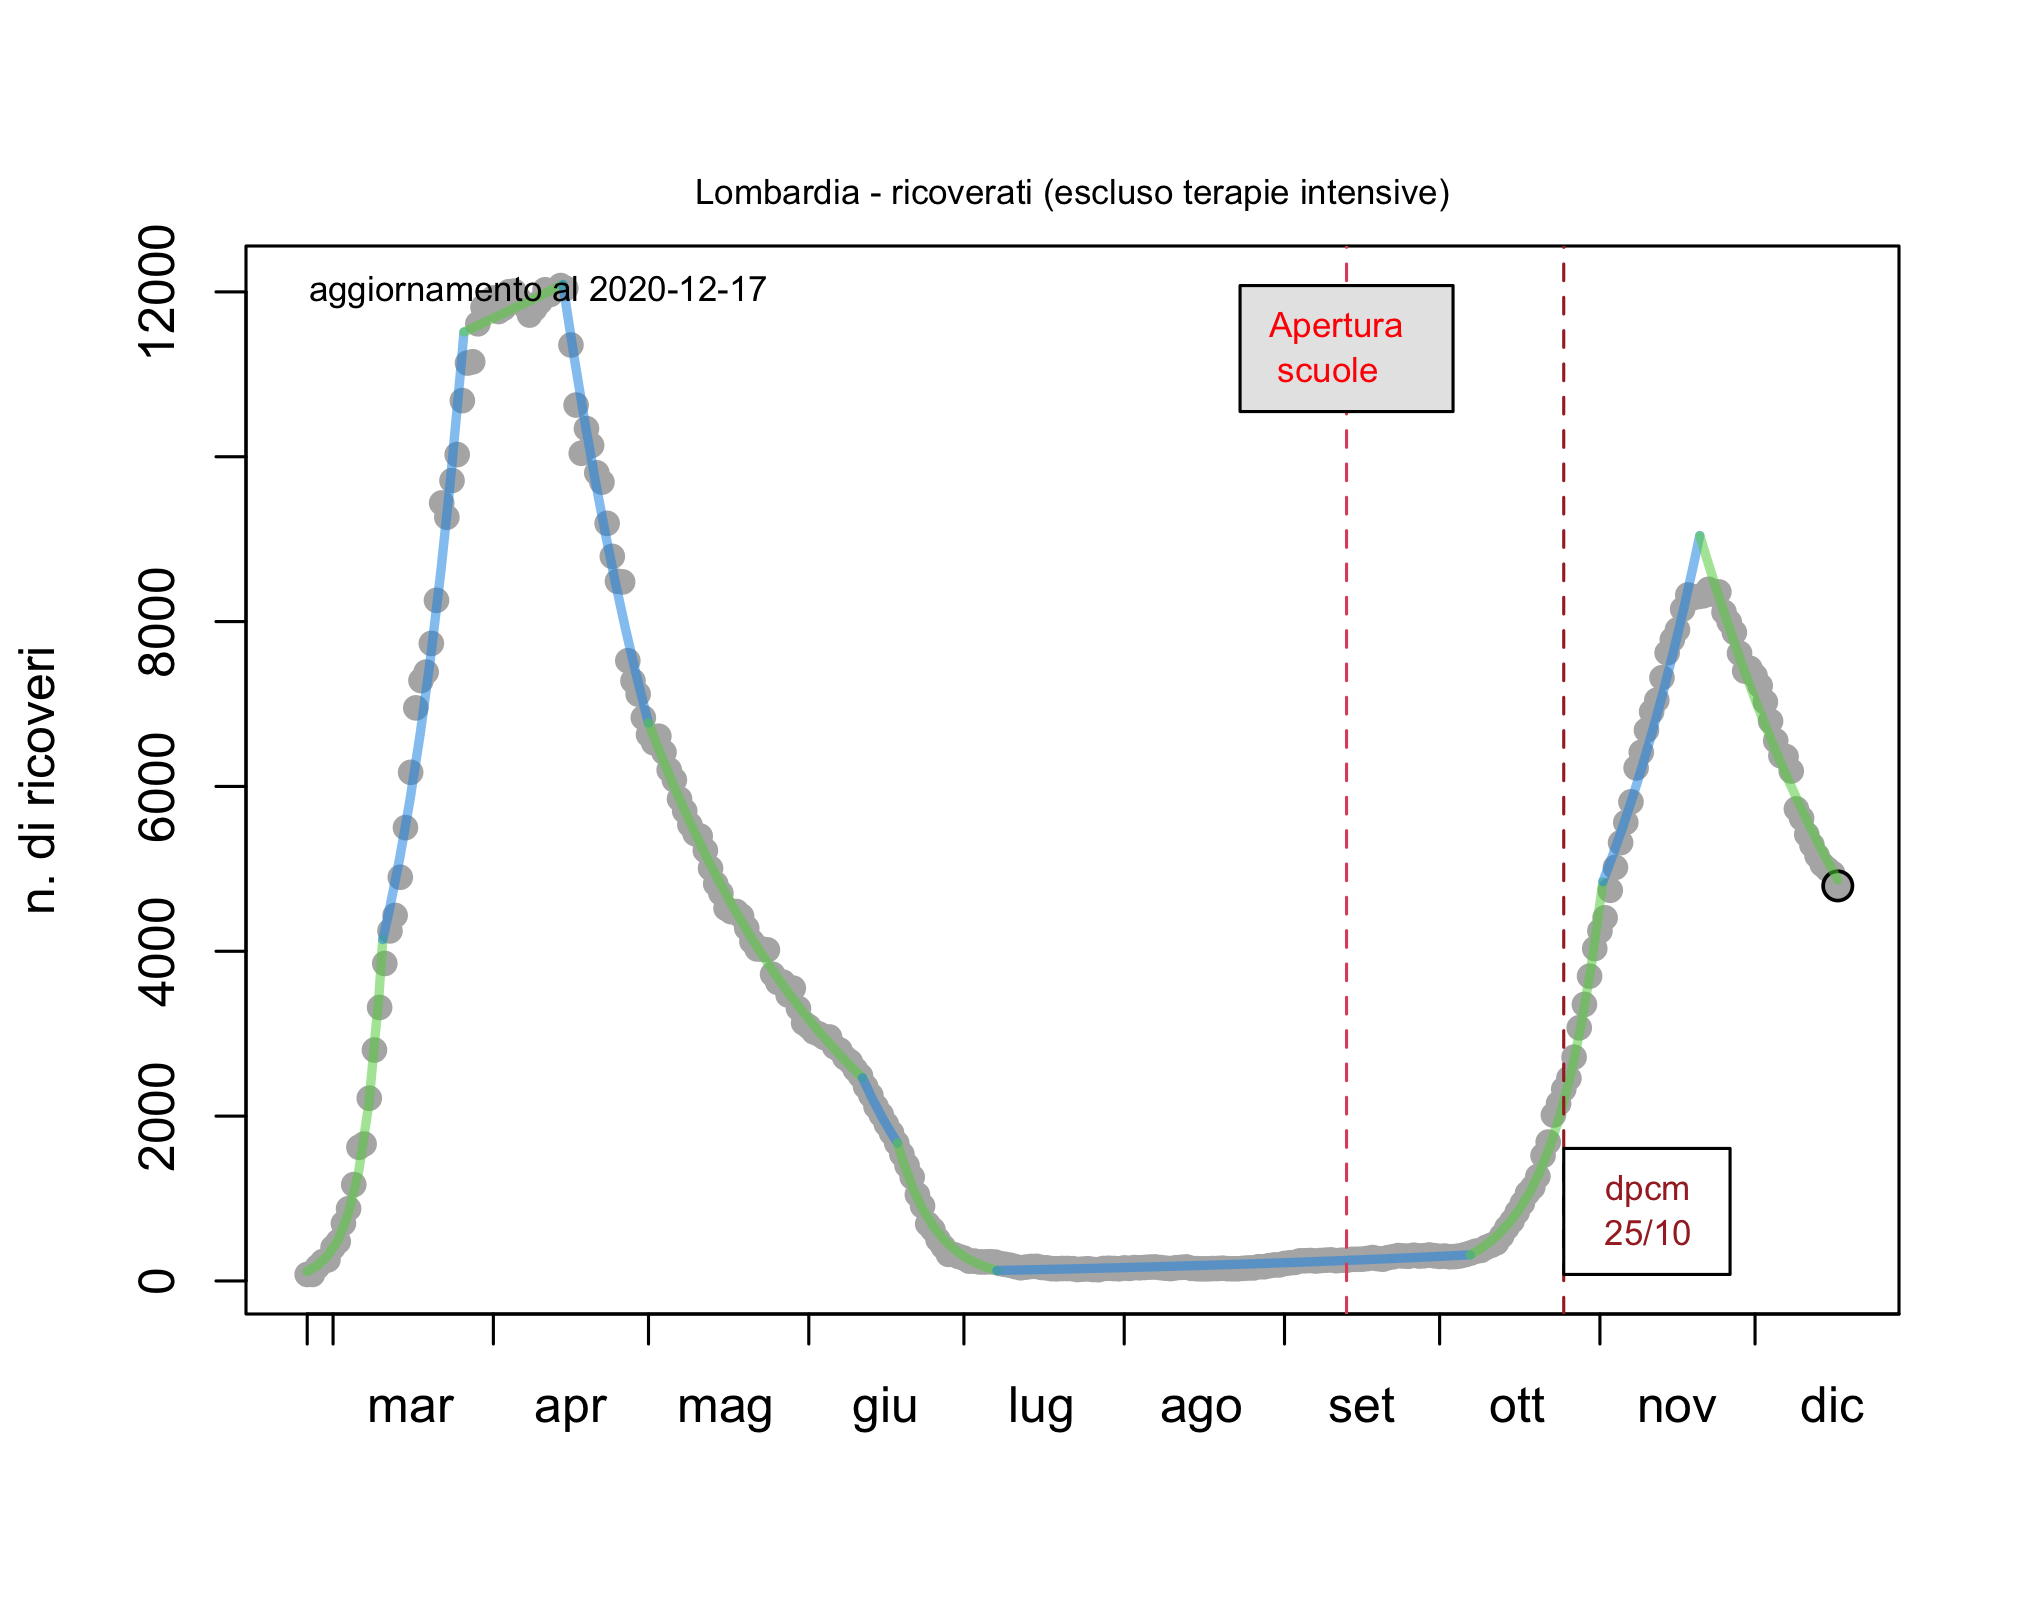 Lombardia - ricoverati (escluso terapie intensive)
aggiornamento al 2020-12-17
Apertura
scuole
dpcm
25/10
n. di ricoveri
12000
8000
6000
4000
2000
0
mar apr mag giu lug ago set ott nov dic